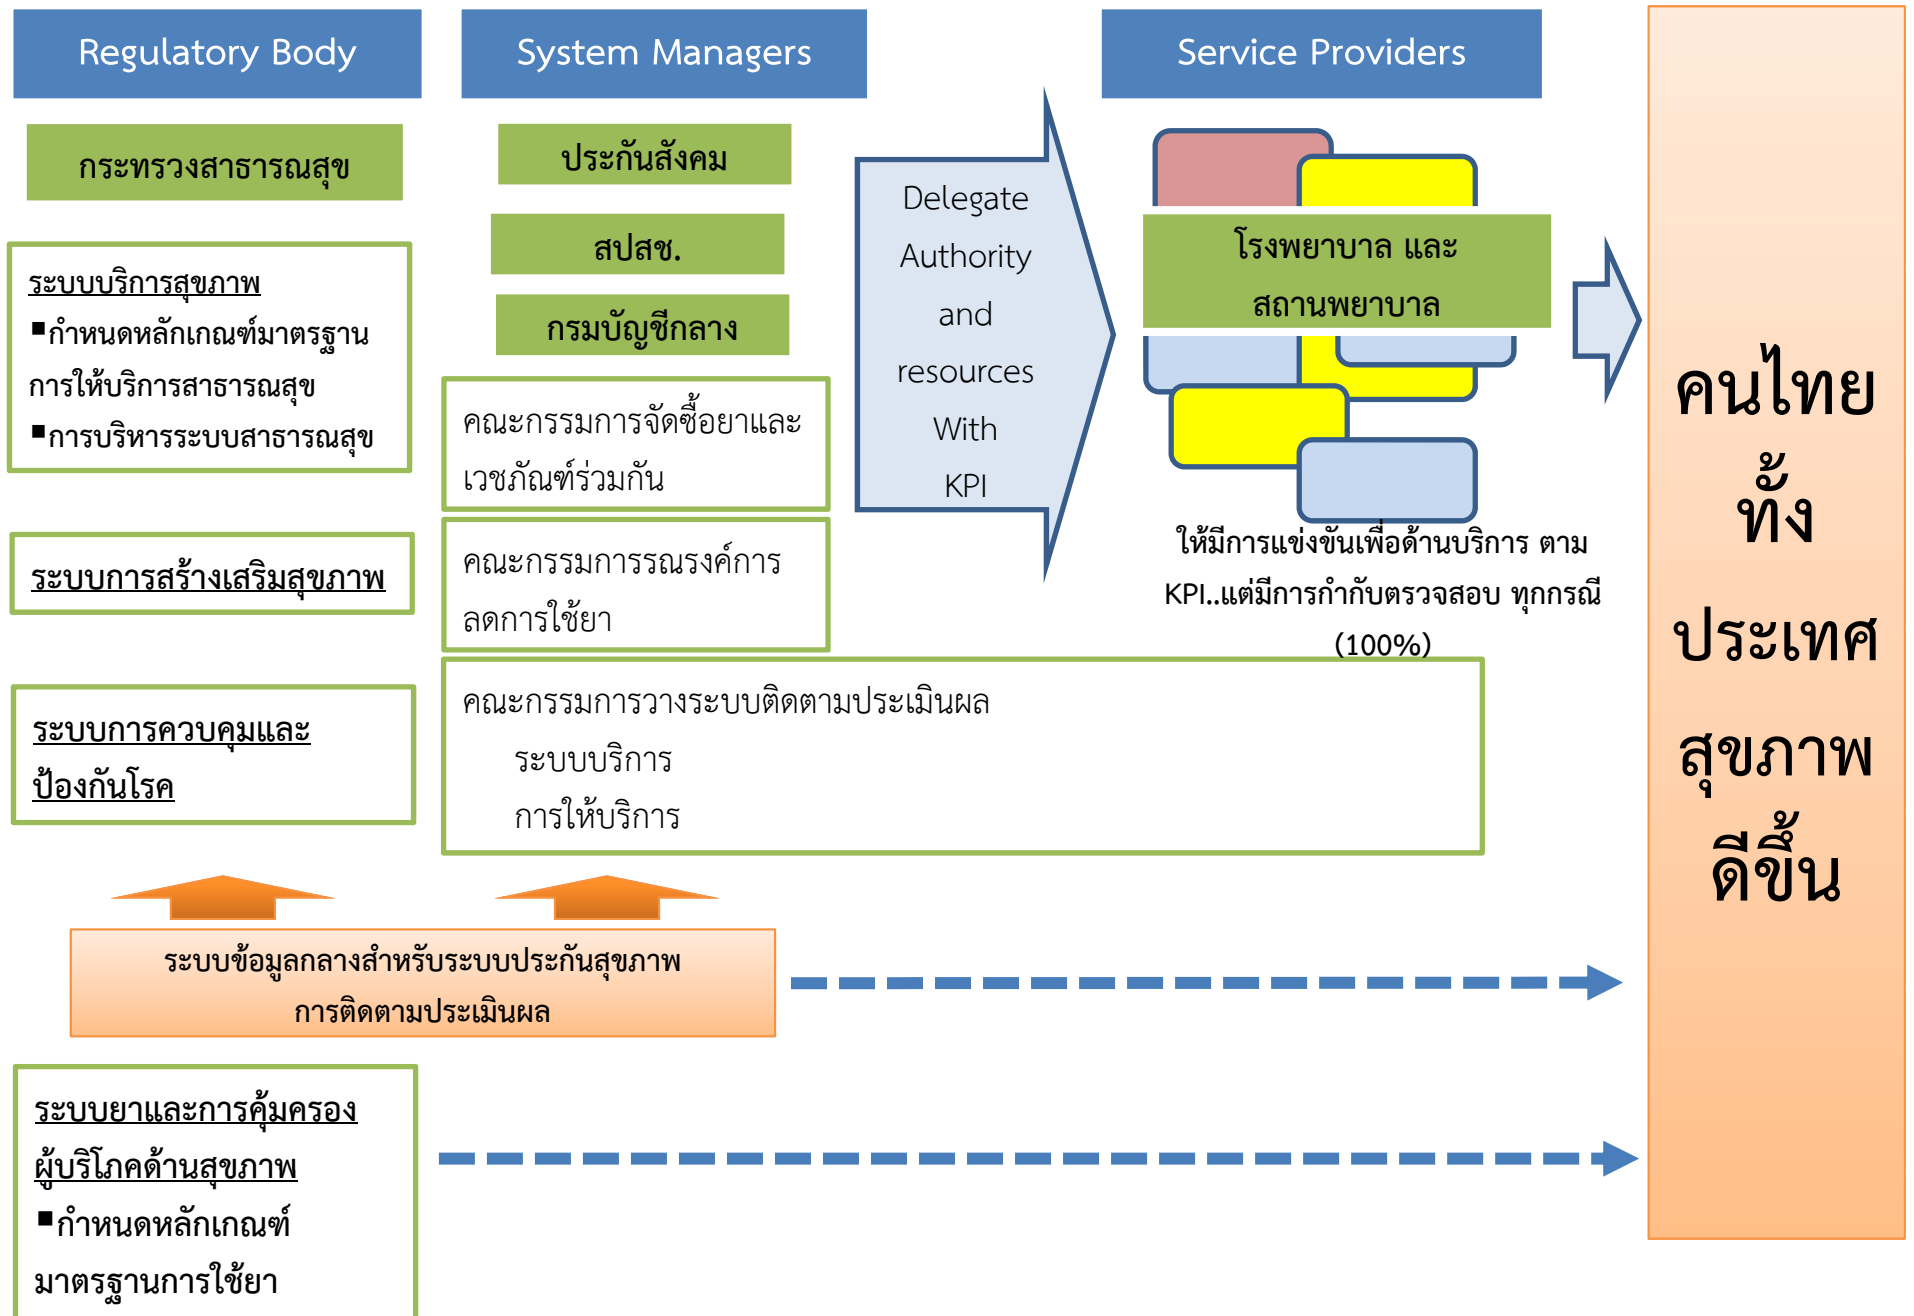 Regulatory Body
กระทรวงสาธารณสุข
ระบบบริการสุขภาพ
▪กำหนดหลักเกณฑ์มาตรฐาน
การให้บริการสาธารณสุข
▪การบริหารระบบสาธารณสุข
ระบบการสร้างเสริมสุขภาพ
ระบบการควบคุมและ
ป้องกันโรค
System Managers
ประกันสังคม
สปสช.
กรมบัญชีกลาง
คณะกรรมการจัดซื้อยาและ
เวชภัณฑ์ร่วมกัน
คณะกรรมการรณรงค์การ
ลดการใช้ยา
คณะกรรมการวางระบบติดตามประเมินผล
ระบบบริการ
การให้บริการ
Delegate
Authority
and
resources
With
KPI
Service Providers
โรงพยาบาล และ
สถานพยาบาล
ให้มีการแข่งขันเพื่อด้านบริการ ตาม
KPI..แต่มีการกำกับตรวจสอบ ทุกกรณี
(100%)
คนไทย
ทั้ง
ประเทศ
สุขภาพ
ดีขึ้น
ระบบข้อมูลกลางสำหรับระบบประกันสุขภาพ
การติดตามประเมินผล
ระบบยาและการคุ้มครอง
ผู้บริโภคด้านสุขภาพ
▪กำหนดหลักเกณฑ์
มาตรฐานการใช้ยา